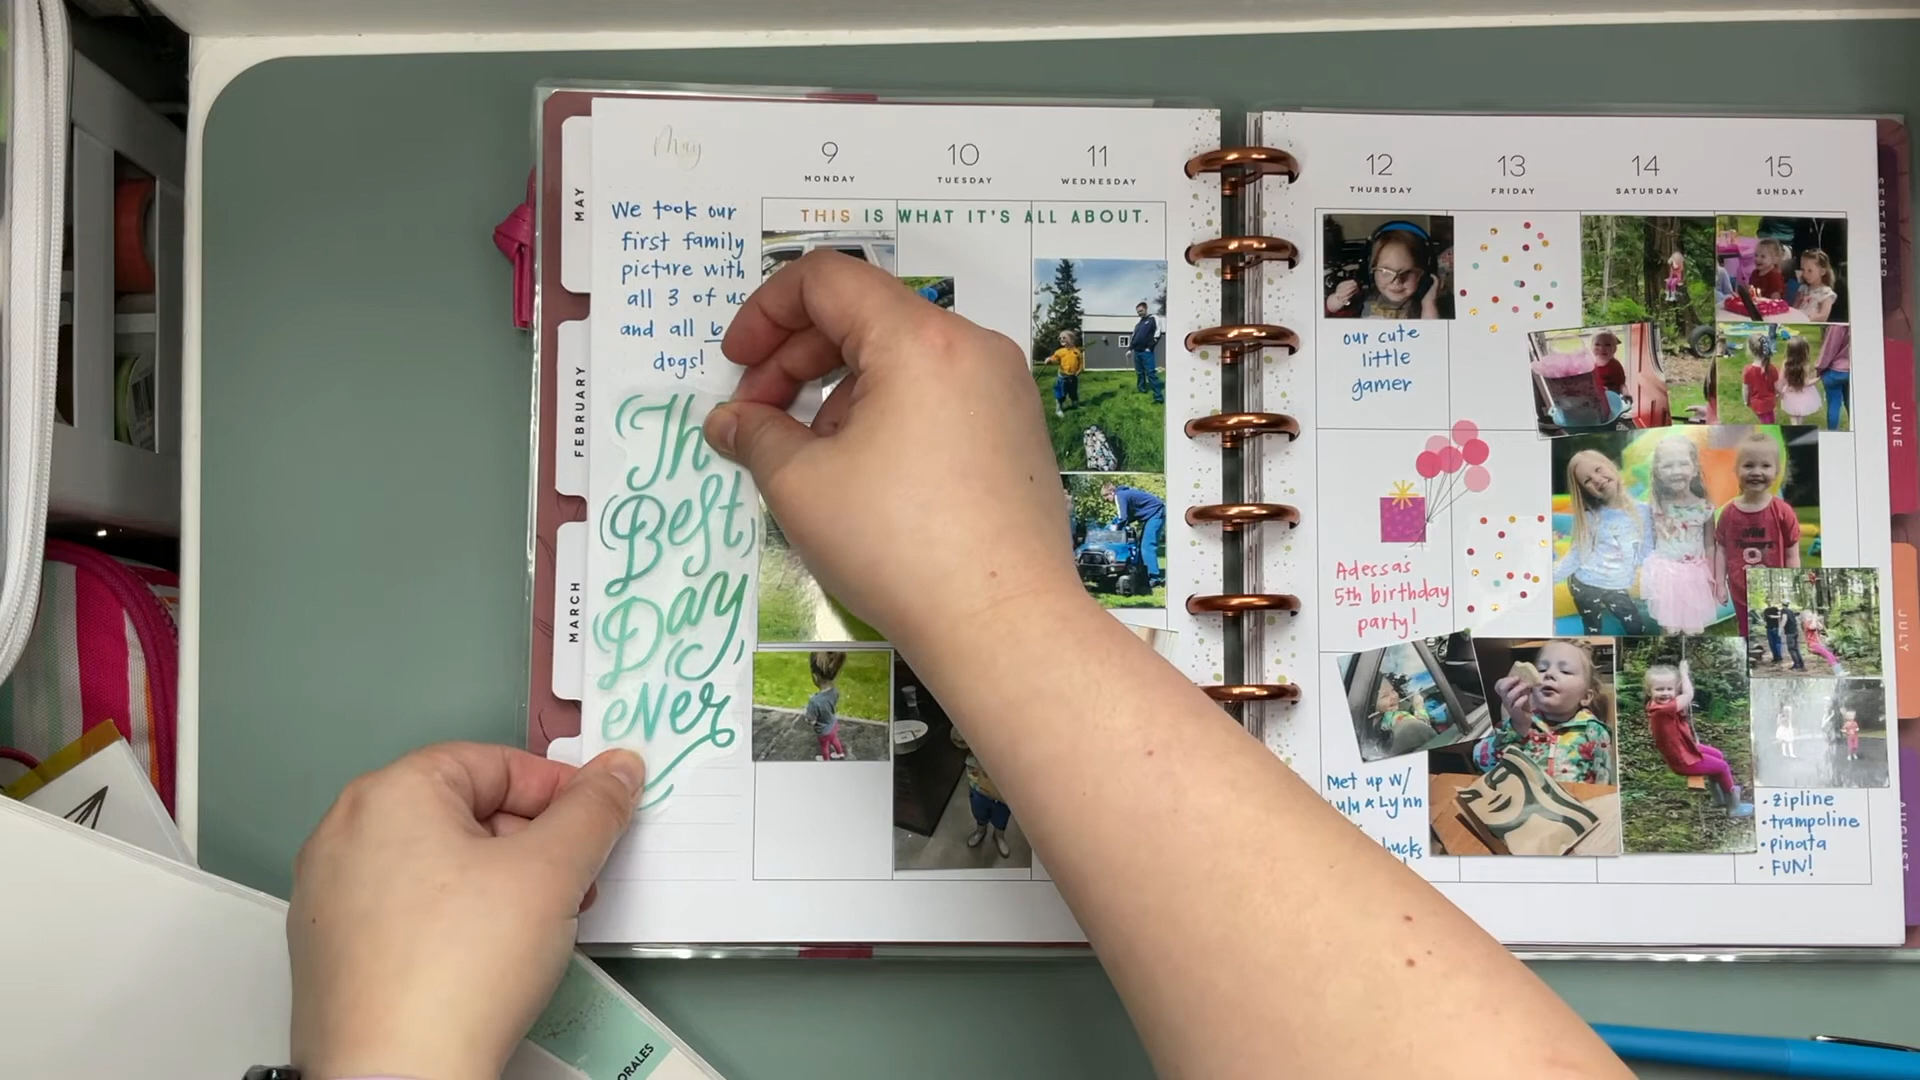 May
9
MONDAY
10
TUESDAY
11
WEDNESDAY
12
THURSDAY
13
FRIDAY
14
SATURDAY
15
SUNDAY
MAY
FEBRUARY
MARCH
We took our
first family
picture with
all 3 of us
and all 6
dogs!
THIS IS WHAT IT'S ALL ABOUT.
The
Best
Day
ever
our cute
little
gamer
Adessa's
5th birthday
party!
Met up w/
Lynn
• zipline
• trampoline
• pinata
• FUN!
SEPTEMBER
JUNE
JULY
AUGUST